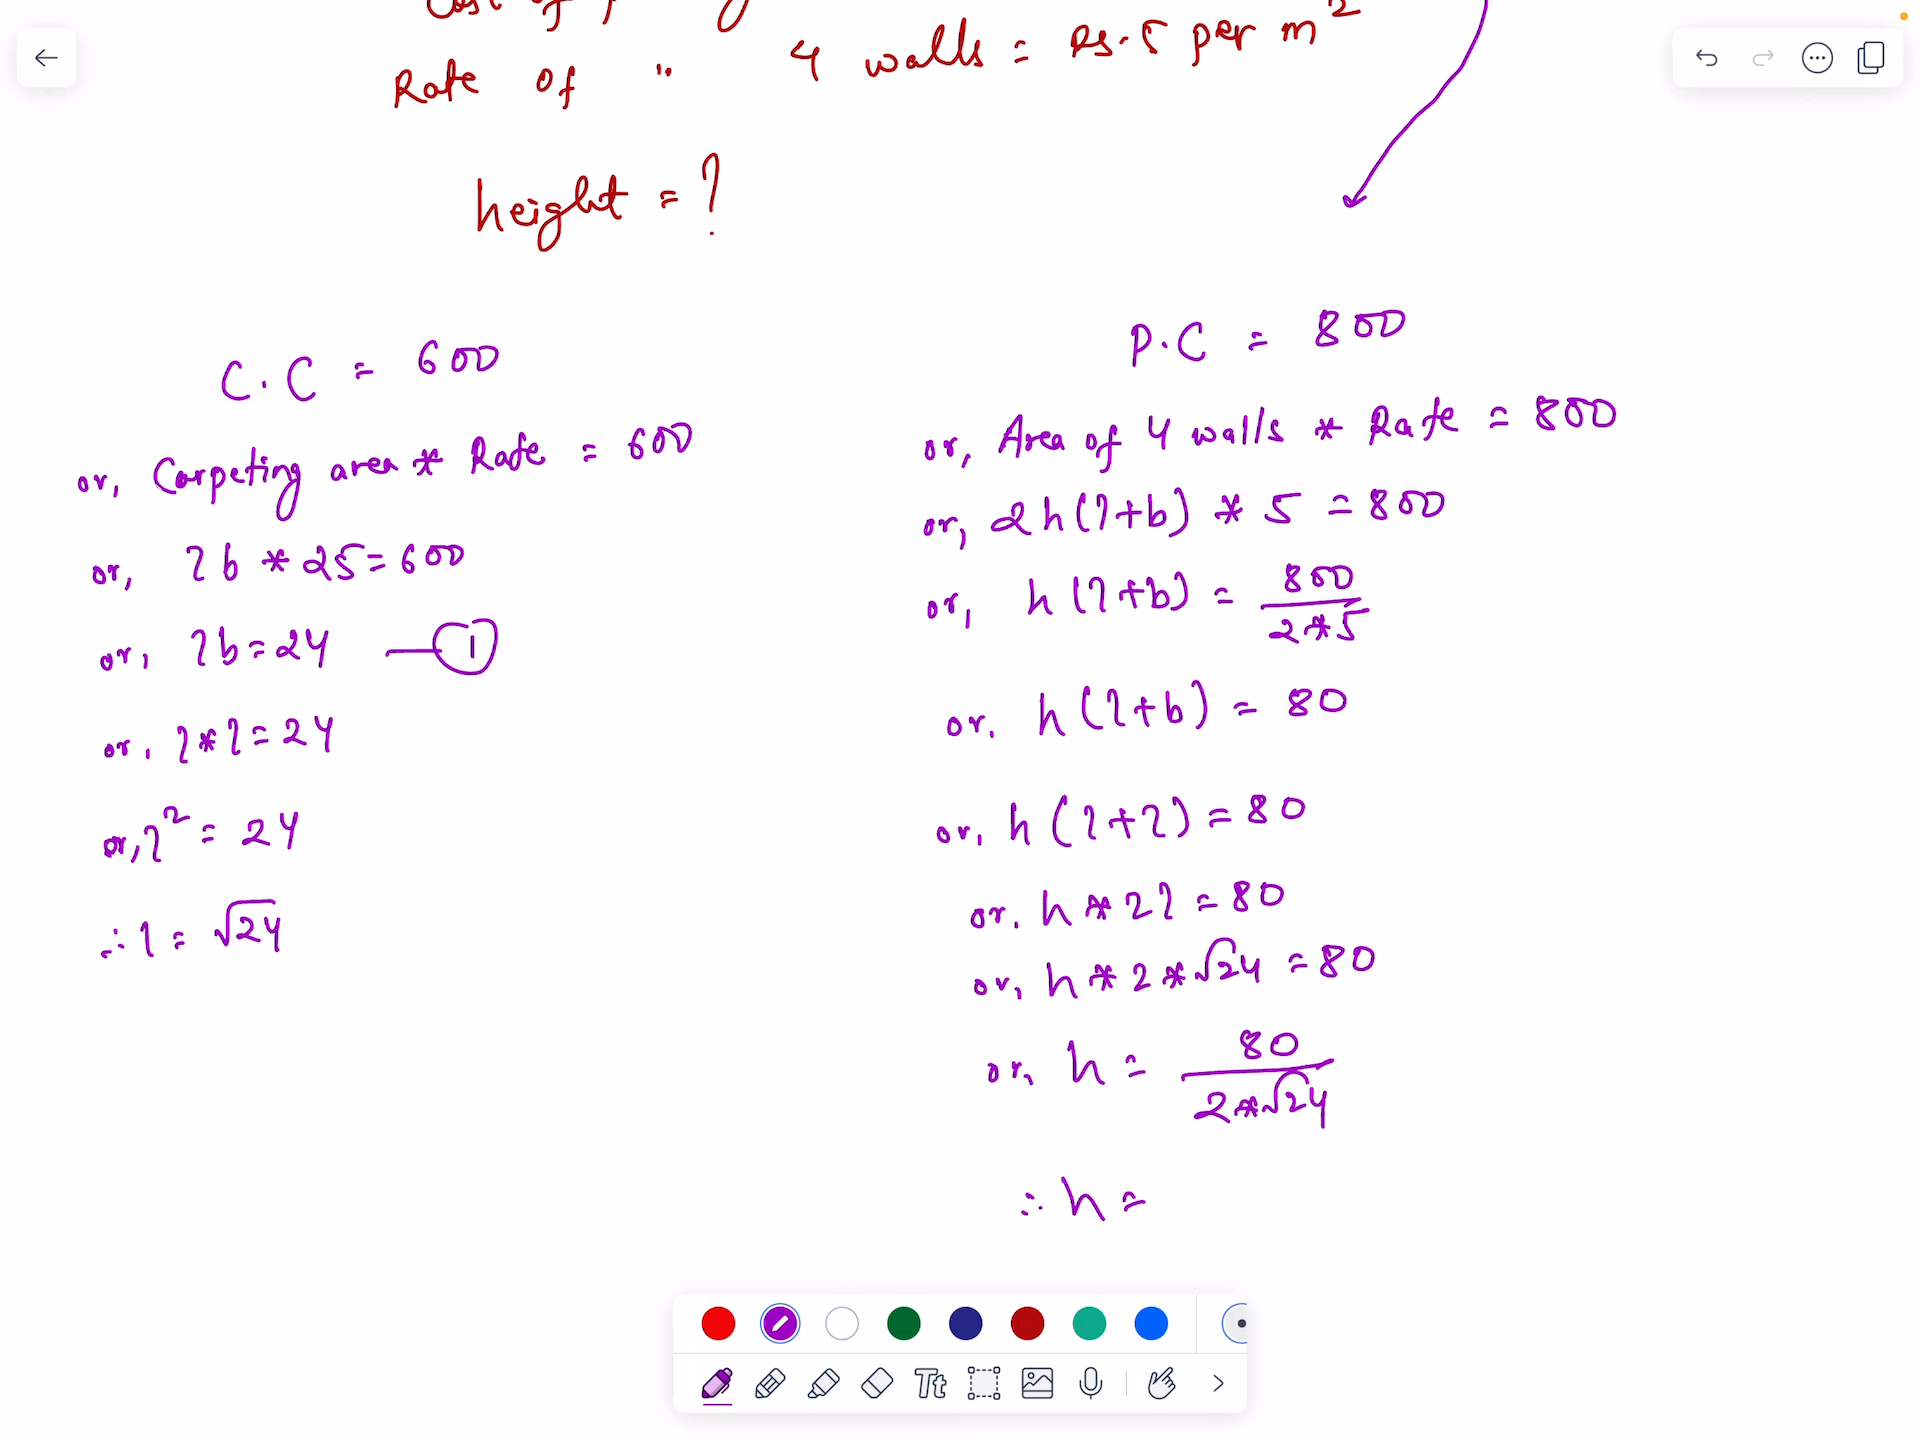 Cost of
Rate of " 4 walls = Rs. 5 per m²
height = ?
C.C = 600
or, Carpeting area * Rate = 600
or, lb * 25 = 600
or, lb = 24 — 1
or, l * l = 24
or, l² = 24
∴ l = √24
P.C = 800
or, Area of 4 walls * Rate = 800
or, 2h(l+b) * 5 = 800
or, h(l+b) = 800/2*5
or, h(l+b) = 80
or, h(l+l) = 80
or, h * 2l = 80
or, h * 2 * √24 = 80
or, h = 80/2*√24
∴ h =
Tt